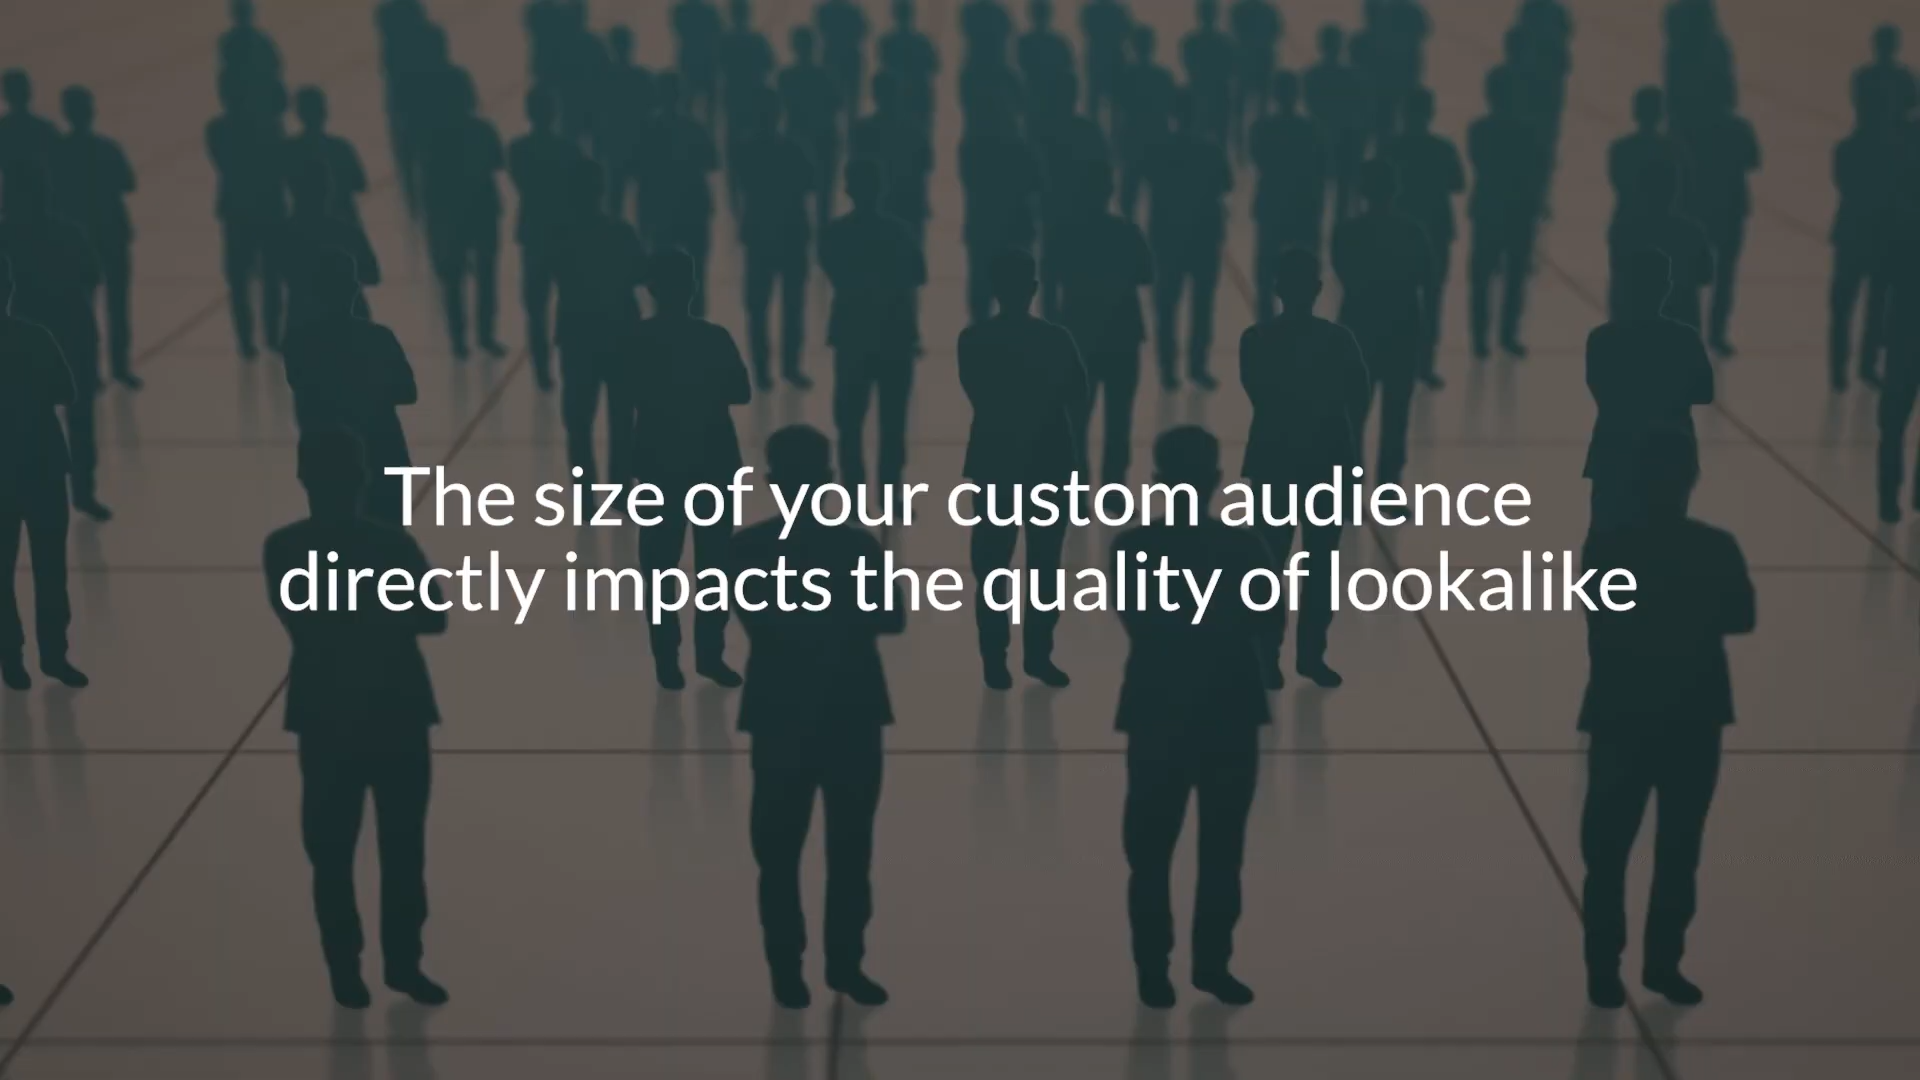 The size of your custom audience
directly impacts the quality of lookalike